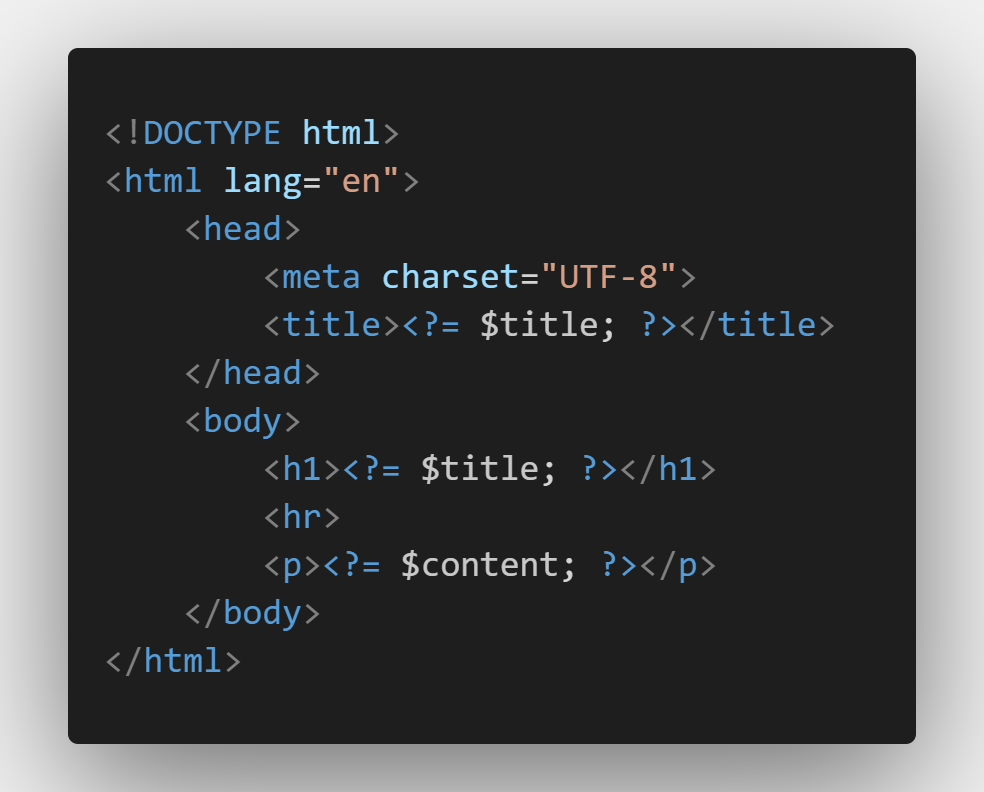 <!DOCTYPE html>
<html lang="en">
    <head>
        <meta charset="UTF-8">
        <title><?= $title; ?></title>
    </head>
    <body>
        <h1><?= $title; ?></h1>
        <hr>
        <p><?= $content; ?></p>
    </body>
</html>